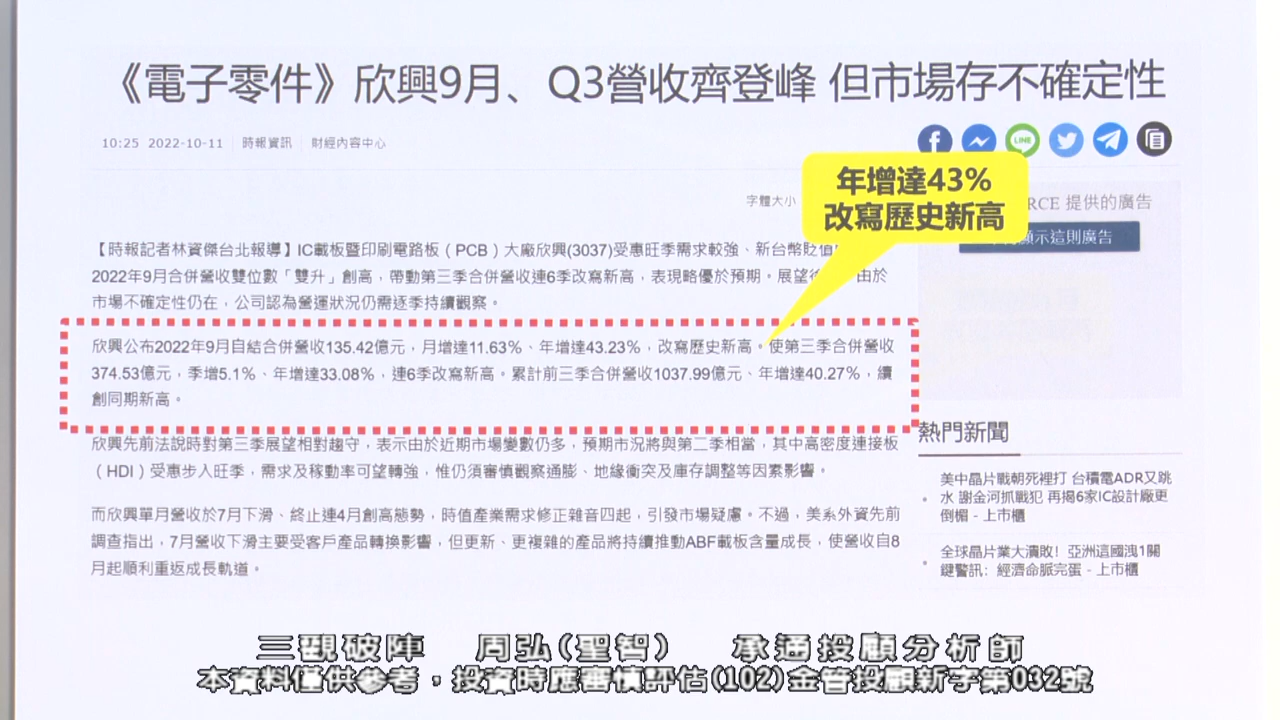 《電子零件》欣興9月、Q3營收齊登峰 但市場存不確定性
10:25 2022-10-11 時報資訊 財經內容中心
LINE
年增達43%
改寫歷史新高
字體大小
RCE 提供的廣告
顯示這則廣告
【時報記者林資傑台北報導】IC載板暨印刷電路板（PCB）大廠欣興(3037)受惠旺季需求較強、新台幣貶值
2022年9月合併營收雙位數「雙升」創高，帶動第三季合併營收連6季改寫新高，表現略優於預期。展望後 由於
市場不確定性仍在，公司認為營運狀況仍需逐季持續觀察。
欣興公布2022年9月自結合併營收135.42億元，月增達11.63%、年增達43.23%，改寫歷史新高。使第三季合併營收
374.53億元，季增5.1%、年增達33.08%，連6季改寫新高。累計前三季合併營收1037.99億元、年增達40.27%，續
創同期新高。
欣興先前法說時對第三季展望相對趨守，表示由於近期市場變數仍多，預期市況將與第二季相當，其中高密度連接板
（HDI）受惠步入旺季，需求及稼動率可望轉強，惟仍須審慎觀察通膨、地緣衝突及庫存調整等因素影響。
而欣興單月營收於7月下滑、終止連4月創高態勢，時值產業需求修正雜音四起，引發市場疑慮。不過，美系外資先前
調查指出，7月營收下滑主要受客戶產品轉換影響，但更新、更複雜的產品將持續推動ABF載板含量成長，使營收自8
月起順利重返成長軌道。
熱門新聞
美中晶片戰朝死裡打 台積電ADR又跳
水 謝金河抓戰犯 再揭6家IC設計廠更
倒楣 - 上市櫃
全球晶片業大潰敗！亞洲這國洩1關
鍵警訊：經濟命脈完蛋 - 上市櫃
三觀破陣 周弘(聖智) 承通投顧分析師
本資料僅供參考，投資時應審慎評估(102)金管投顧新字第032號